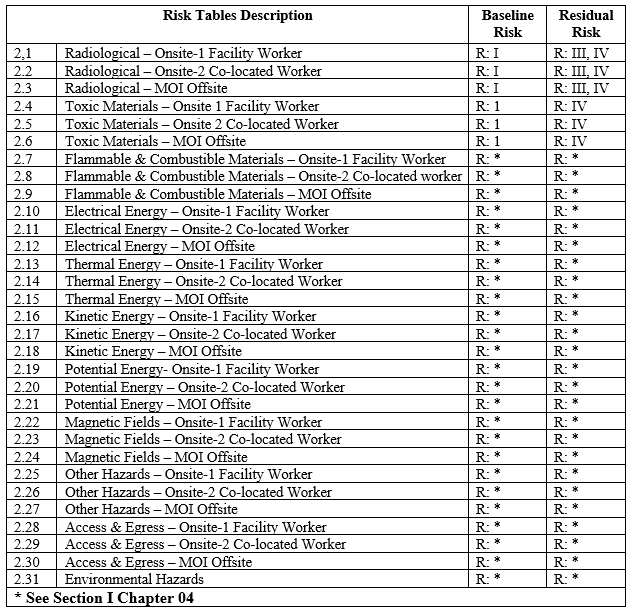 Risk Tables Description Baseline Risk Residual Risk
2,1 Radiological – Onsite-1 Facility Worker R: I R: III, IV
2.2 Radiological – Onsite-2 Co-located Worker R: I R: III, IV
2.3 Radiological – MOI Offsite R: I R: III, IV
2.4 Toxic Materials – Onsite 1 Facility Worker R: 1 R: IV
2.5 Toxic Materials – Onsite 2 Co-located Worker R: 1 R: IV
2.6 Toxic Materials – MOI Offsite R: 1 R: IV
2.7 Flammable & Combustible Materials – Onsite-1 Facility Worker R: * R: *
2.8 Flammable & Combustible Materials – Onsite-2 Co-located worker R: * R: *
2.9 Flammable & Combustible Materials – MOI Offsite R: * R: *
2.10 Electrical Energy – Onsite-1 Facility Worker R: * R: *
2.11 Electrical Energy – Onsite-2 Co-located Worker R: * R: *
2.12 Electrical Energy – MOI Offsite R: * R: *
2.13 Thermal Energy – Onsite-1 Facility Worker R: * R: *
2.14 Thermal Energy – Onsite-2 Co-located Worker R: * R: *
2.15 Thermal Energy – MOI Offsite R: * R: *
2.16 Kinetic Energy – Onsite-1 Facility Worker R: * R: *
2.17 Kinetic Energy – Onsite-2 Co-located Worker R: * R: *
2.18 Kinetic Energy – MOI Offsite R: * R: *
2.19 Potential Energy- Onsite-1 Facility Worker R: * R: *
2.20 Potential Energy – Onsite-2 Co-located Worker R: * R: *
2.21 Potential Energy – MOI Offsite R: * R: *
2.22 Magnetic Fields – Onsite-1 Facility Worker R: * R: *
2.23 Magnetic Fields – Onsite-2 Co-located Worker R: * R: *
2.24 Magnetic Fields – MOI Offsite R: * R: *
2.25 Other Hazards – Onsite-1 Facility Worker R: * R: *
2.26 Other Hazards – Onsite-2 Co-located Worker R: * R: *
2.27 Other Hazards – MOI Offsite R: * R: *
2.28 Access & Egress – Onsite-1 Facility Worker R: * R: *
2.29 Access & Egress – Onsite-2 Co-located Worker R: * R: *
2.30 Access & Egress – MOI Offsite R: * R: *
2.31 Environmental Hazards R: * R: *
* See Section I Chapter 04